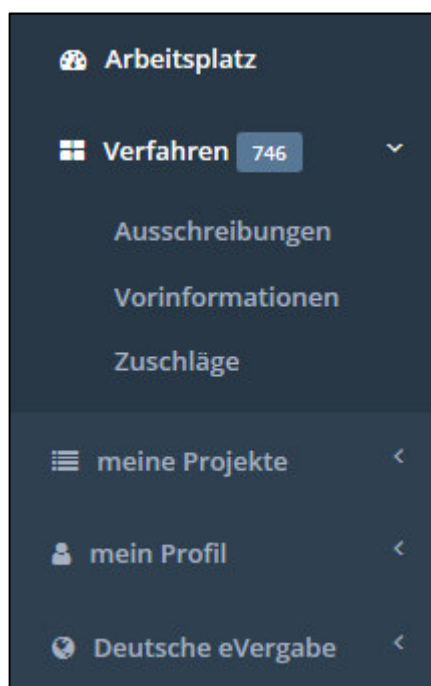 Arbeitsplatz
Verfahren 746
Ausschreibungen
Vorinformationen
Zuschläge
meine Projekte
mein Profil
Deutsche eVergabe